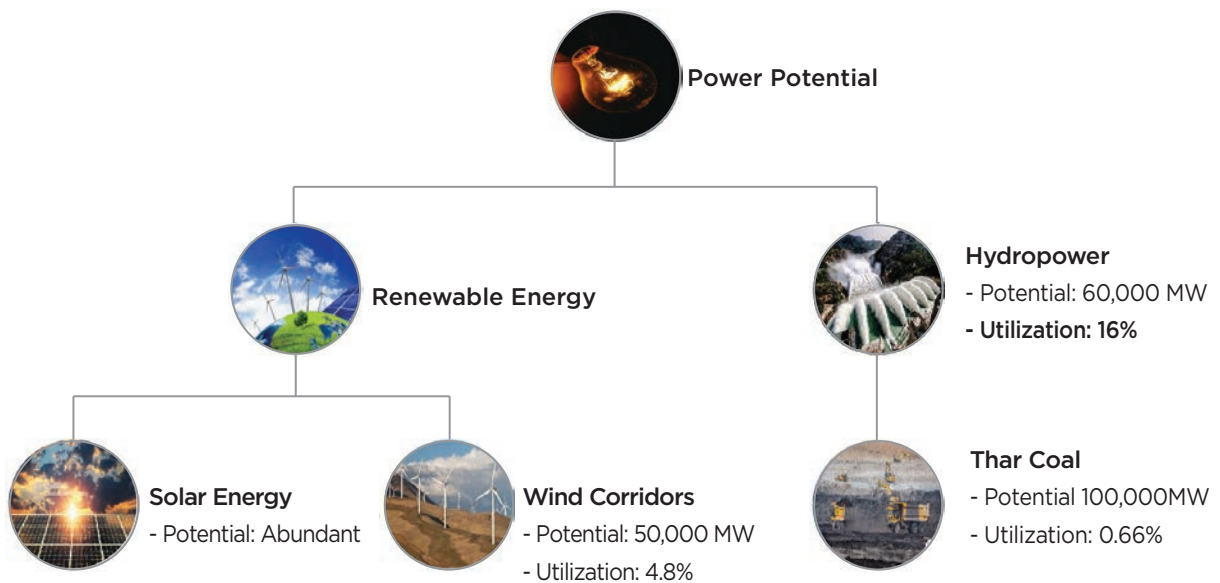 Power Potential
Renewable Energy
Hydropower
- Potential: 60,000 MW
- Utilization: 16%
Solar Energy
- Potential: Abundant
Wind Corridors
- Potential: 50,000 MW
- Utilization: 4.8%
Thar Coal
- Potential 100,000MW
- Utilization: 0.66%